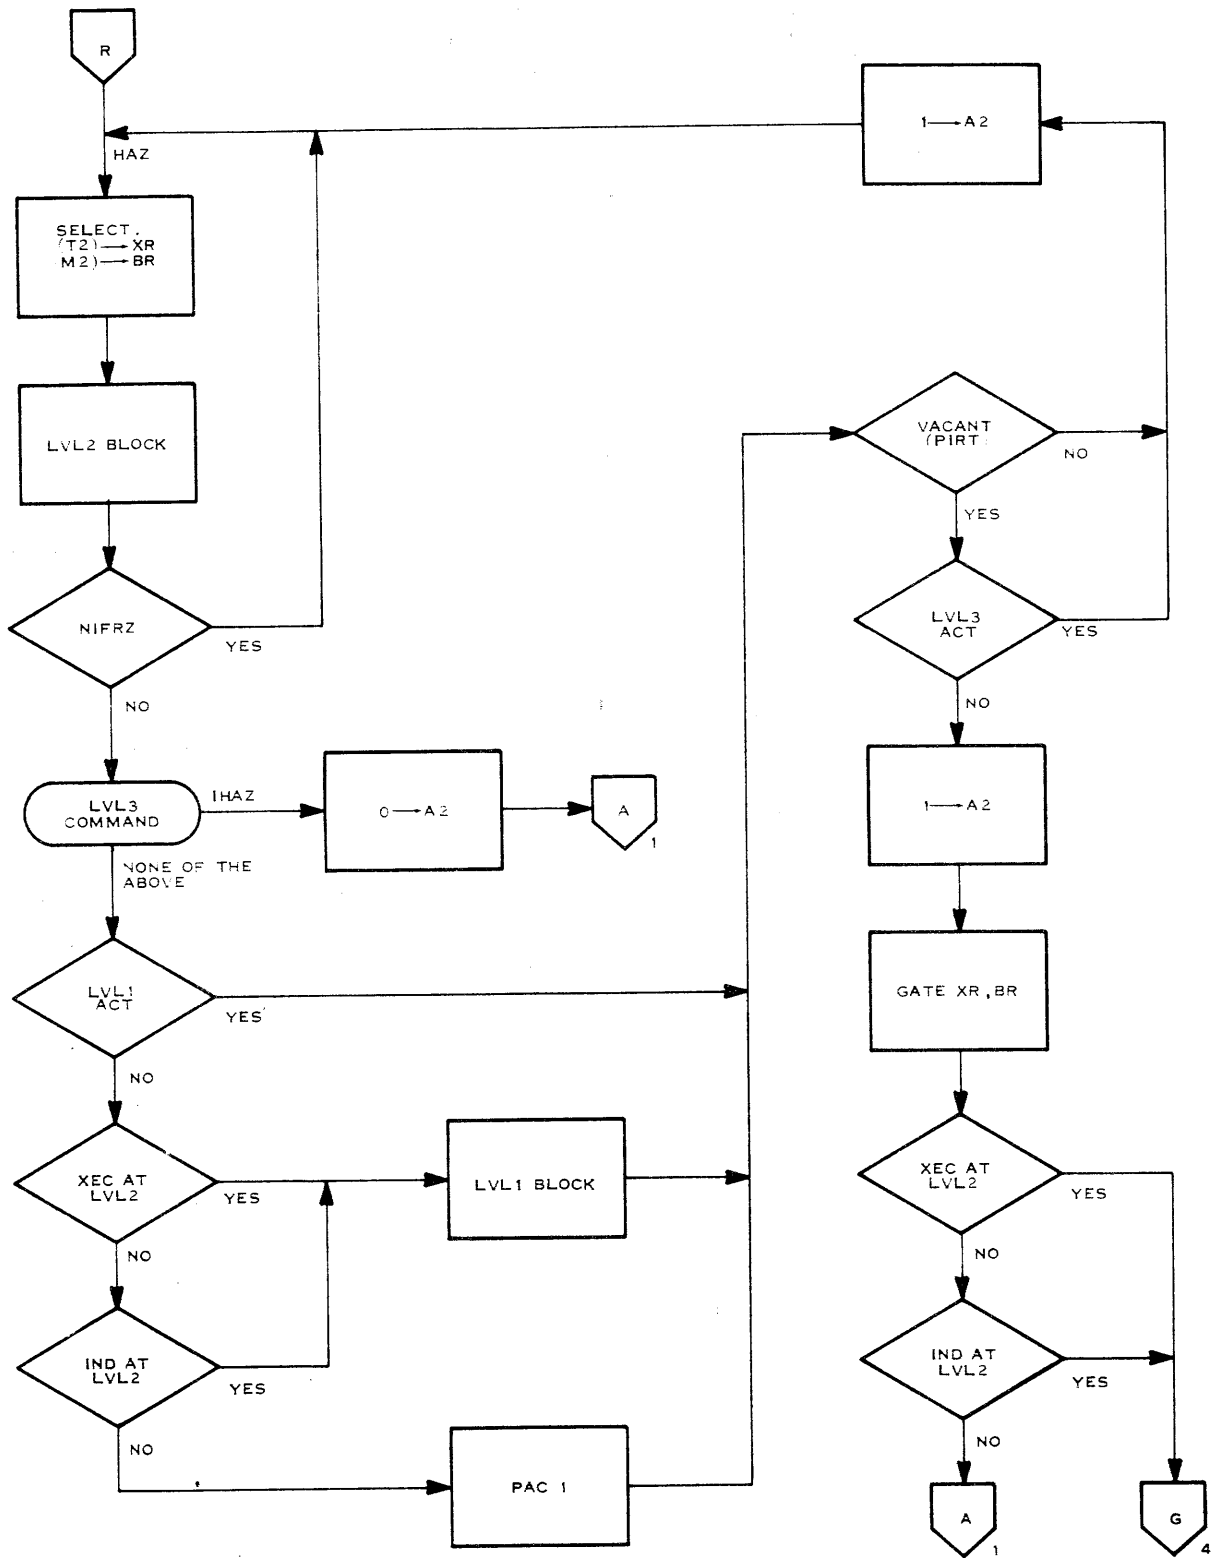 R
1→A2
HAZ
SELECT.
(T2)→XR
M2)→BR
LVL2 BLOCK
VACANT
(PIRT)
NO
YES
NIFRZ
YES
NO
LVL3
ACT
YES
NO
LVL3
COMMAND
IHAZ
0→A2
A
1
1→A2
NONE OF THE
ABOVE
LVL1
ACT
YES
NO
GATE XR,BR
XEC AT
LVL2
YES
NO
LVL1 BLOCK
XEC AT
LVL2
YES
NO
IND AT
LVL2
YES
NO
IND AT
LVL2
YES
NO
PAC 1
A
1
G
4